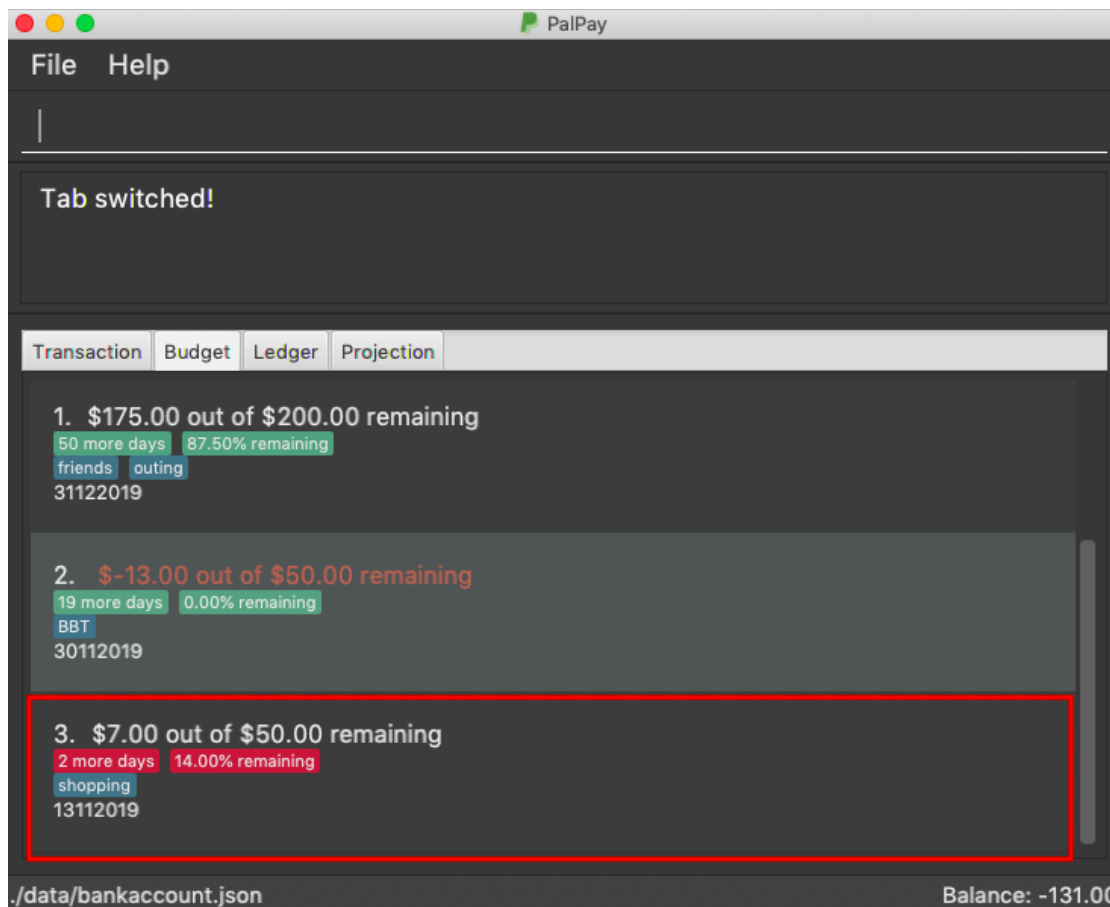 PalPay
File Help
Tab switched!
Transaction Budget Ledger Projection
1. $175.00 out of $200.00 remaining
50 more days 87.50% remaining
friends outing
31122019
2. $-13.00 out of $50.00 remaining
19 more days 0.00% remaining
BBT
30112019
3. $7.00 out of $50.00 remaining
2 more days 14.00% remaining
shopping
13112019
./data/bankaccount.json Balance: -131.00